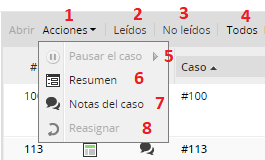 1 2 3 4
Abrir Acciones Leídos No leídos Todos
Pausar el caso 5
# Caso
Resumen 6
100 #100
Notas del caso 7
Reasignar 8
113 #113